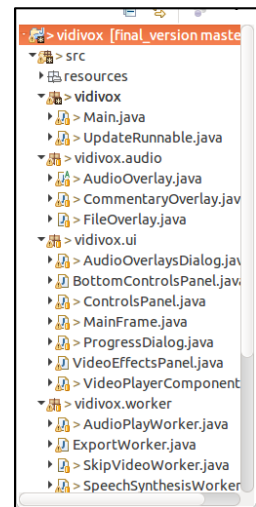 > vidivox [final_version maste
> src
resources
> vidivox
> Main.java
> UpdateRunnable.java
> vidivox.audio
> AudioOverlay.java
> CommentaryOverlay.jav
> FileOverlay.java
> vidivox.ui
> AudioOverlaysDialog.jav
BottomControlsPanel.java
> ControlsPanel.java
> MainFrame.java
> ProgressDialog.java
VideoEffectsPanel.java
> VideoPlayerComponent
> vidivox.worker
> AudioPlayWorker.java
ExportWorker.java
> SkipVideoWorker.java
> SpeechSynthesisWorker